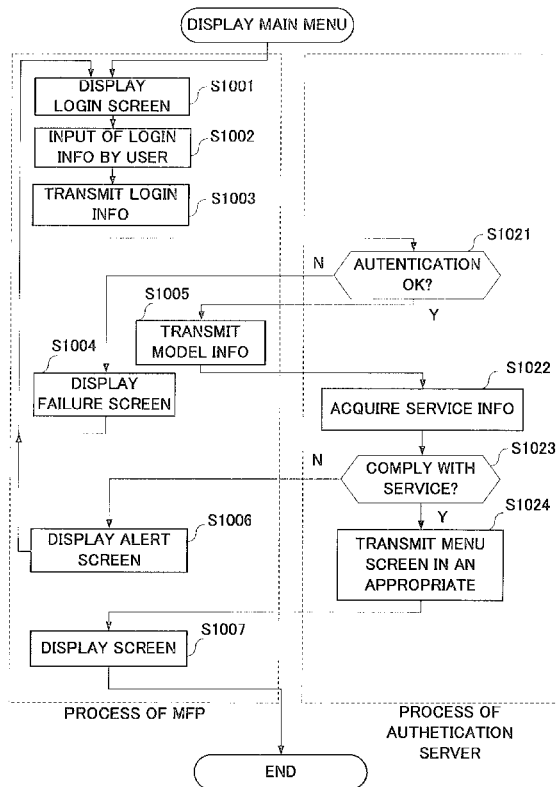 DISPLAY MAIN MENU
DISPLAY
LOGIN SCREEN
S1001
INPUT OF LOGIN
INFO BY USER
S1002
TRANSMIT LOGIN
INFO
S1003
S1021
AUTENTICATION
OK?
N
Y
S1005
TRANSMIT
MODEL INFO
S1004
DISPLAY
FAILURE SCREEN
S1022
ACQUIRE SERVICE INFO
S1023
COMPLY WITH
SERVICE?
N
Y
S1024
TRANSMIT MENU
SCREEN IN AN
APPROPRIATE
S1006
DISPLAY ALERT
SCREEN
S1007
DISPLAY SCREEN
PROCESS OF MFP
PROCESS OF
AUTHETICATION
SERVER
END